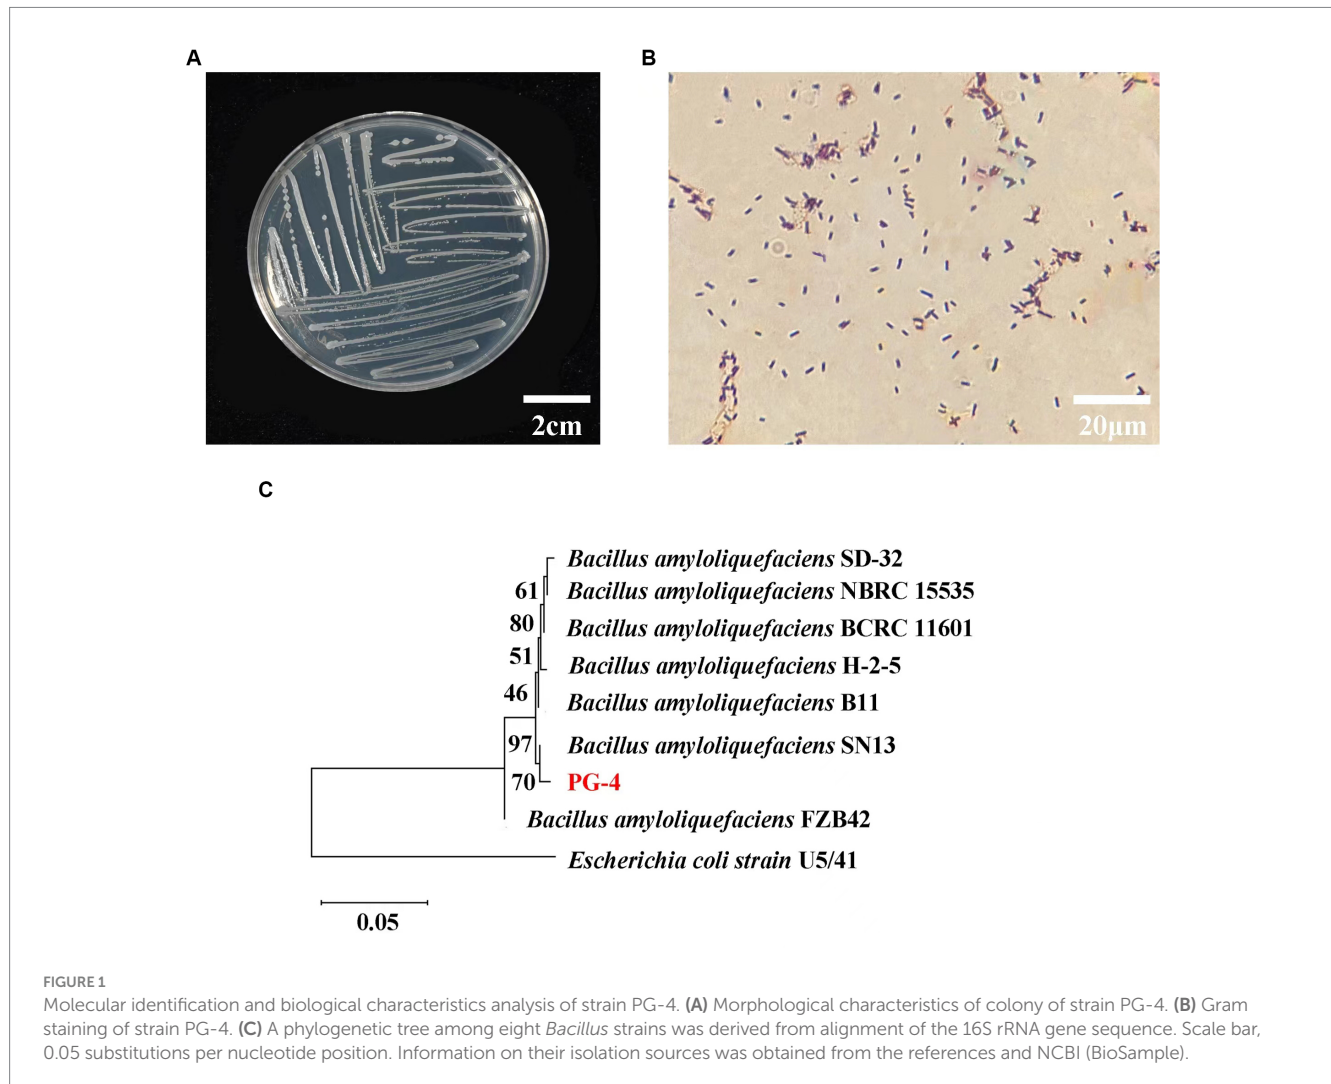 A
B
2cm
20μm
C
Bacillus amyloliquefaciens SD-32
61
Bacillus amyloliquefaciens NBRC 15535
80
Bacillus amyloliquefaciens BCRC 11601
51
Bacillus amyloliquefaciens H-2-5
46
Bacillus amyloliquefaciens B11
97
Bacillus amyloliquefaciens SN13
70
PG-4
Bacillus amyloliquefaciens FZB42
Escherichia coli strain U5/41
0.05
FIGURE 1
Molecular identification and biological characteristics analysis of strain PG-4. (A) Morphological characteristics of colony of strain PG-4. (B) Gram
staining of strain PG-4. (C) A phylogenetic tree among eight Bacillus strains was derived from alignment of the 16S rRNA gene sequence. Scale bar,
0.05 substitutions per nucleotide position. Information on their isolation sources was obtained from the references and NCBI (BioSample).